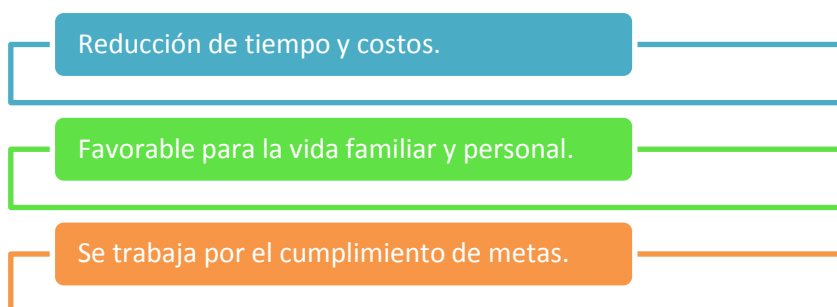 Reducción de tiempo y costos.
Favorable para la vida familiar y personal.
Se trabaja por el cumplimiento de metas.